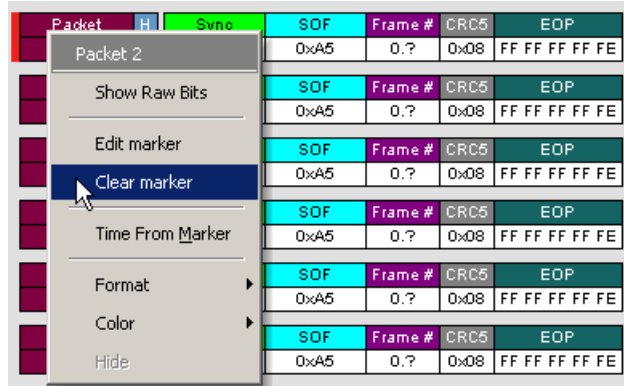 Packet H Sync SOF Frame # CRC5 EOP
0xA5 0.? 0x08 FF FF FF FF FE
Packet 2
Show Raw Bits
Edit marker
Clear marker
Time From Marker
Format
Color
Hide
SOF Frame # CRC5 EOP
0xA5 0.? 0x08 FF FF FF FF FE
SOF Frame # CRC5 EOP
0xA5 0.? 0x08 FF FF FF FF FE
SOF Frame # CRC5 EOP
0xA5 0.? 0x08 FF FF FF FF FE
SOF Frame # CRC5 EOP
0xA5 0.? 0x08 FF FF FF FF FE
SOF Frame # CRC5 EOP
0xA5 0.? 0x08 FF FF FF FF FE